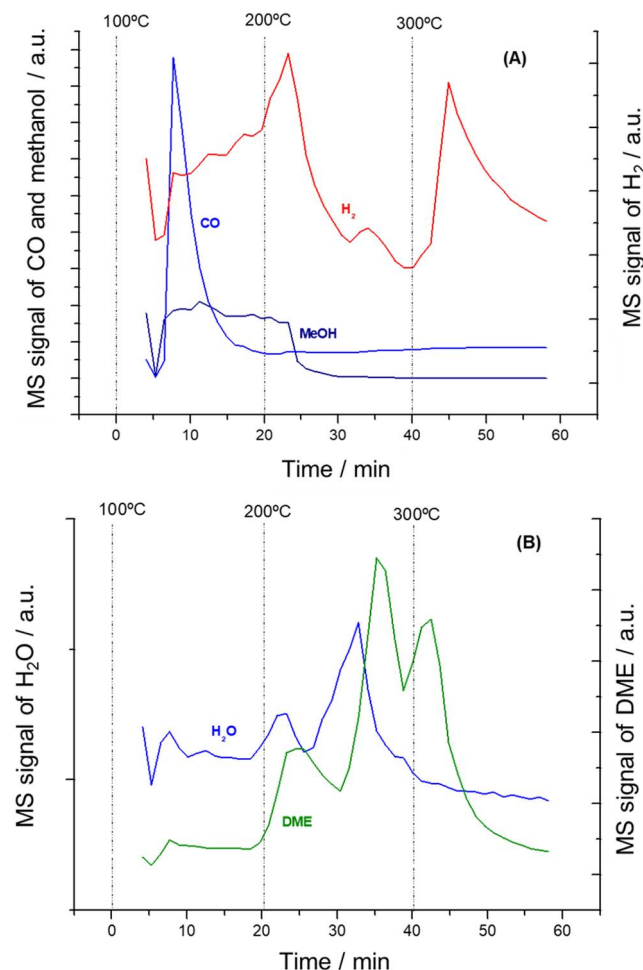 100ºC 200ºC 300ºC
(A)
MS signal of CO and methanol / a.u.
MS signal of H₂ / a.u.
CO
H₂
MeOH
0 10 20 30 40 50 60
Time / min
100ºC 200ºC 300ºC
(B)
MS signal of H₂O / a.u.
MS signal of DME / a.u.
H₂O
DME
0 10 20 30 40 50 60
Time / min